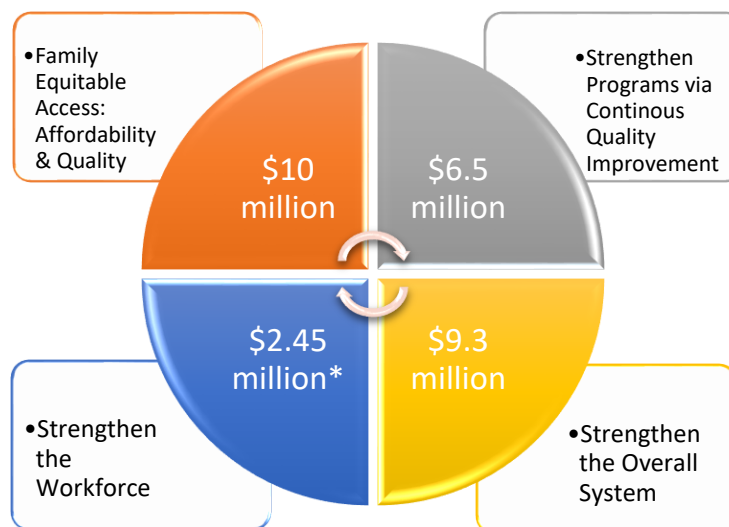 •Family
Equitable
Access:
Affordability
& Quality
•Strengthen
Programs via
Continous
Quality
Improvement
$10
million
$6.5
million
$2.45
million*
$9.3
million
•Strengthen
the
Workforce
•Strengthen
the Overall
System